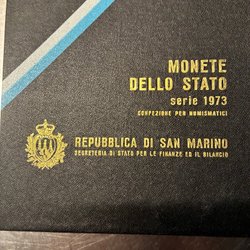 MONETE
DELLO STATO
serie 1973
CONFEZIONE PER NUMISMATICI
REPUBBLICA DI SAN MARINO
SEGRETERIA DI STATO PER LE FINANZE ED IL BILANCIO